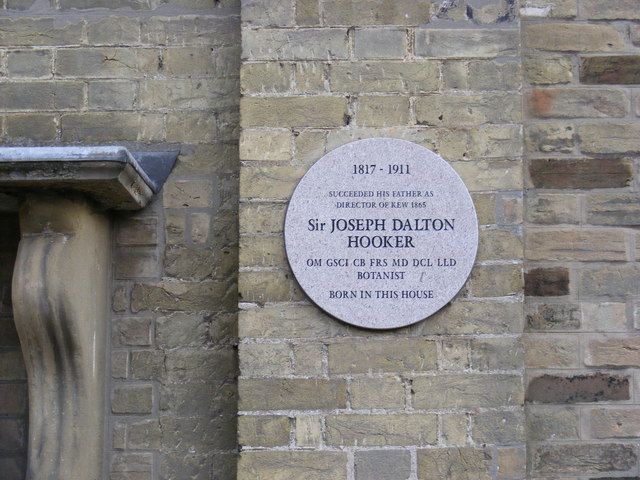 1817 - 1911
SUCCEEDED HIS FATHER AS
DIRECTOR OF KEW 1865
Sir JOSEPH DALTON
HOOKER
OM GSCI CB FRS MD DCL LLD
BOTANIST
BORN IN THIS HOUSE